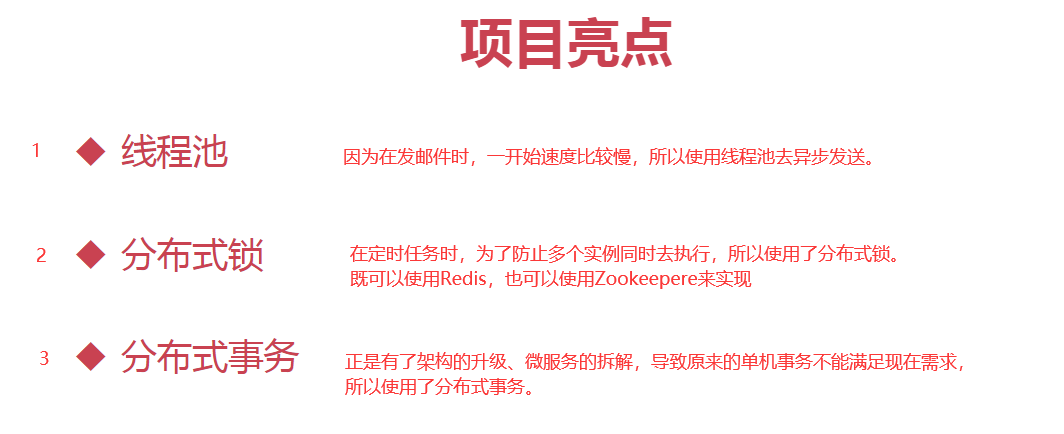 项目亮点
1 ◆ 线程池 因为在发邮件时，一开始速度比较慢，所以使用线程池去异步发送。
2 ◆ 分布式锁 在定时任务时，为了防止多个实例同时去执行，所以使用了分布式锁。
既可以使用Redis，也可以使用Zookeepere来实现
3 ◆ 分布式事务 正是有了架构的升级、微服务的拆解，导致原来的单机事务不能满足现在需求，
所以使用了分布式事务。